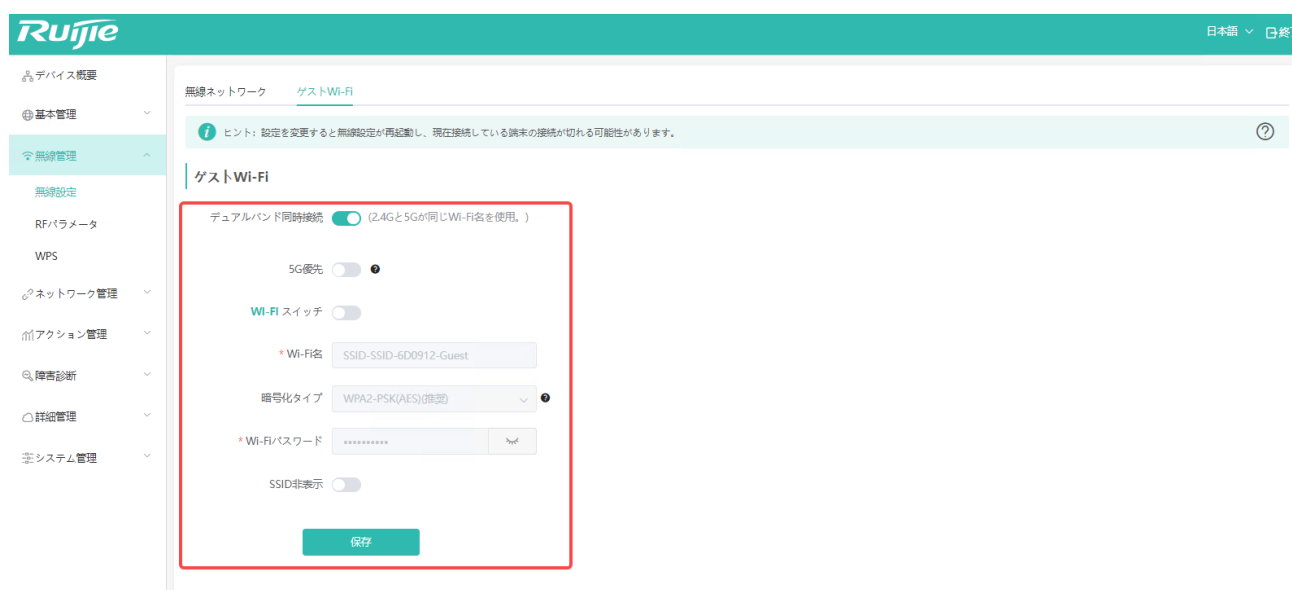 Ruijie
日本語
終了
デバイス概要
基本管理
無線管理
無線設定
RFパラメータ
WPS
ネットワーク管理
アクション管理
障害診断
詳細管理
システム管理
無線ネットワーク
ゲストWi-Fi
ヒント: 設定を変更すると無線設定が再起動し、現在接続している端末の接続が切れる可能性があります。
ゲストWi-Fi
デュアルバンド同時接続 (2.4Gと5Gが同じWi-Fi名を使用。)
5G優先
WI-FI スイッチ
* Wi-Fi名 SSID-SSID-6D0912-Guest
暗号化タイプ WPA2-PSK(AES)(推奨)
* Wi-Fiパスワード ••••••••••
SSID非表示
保存